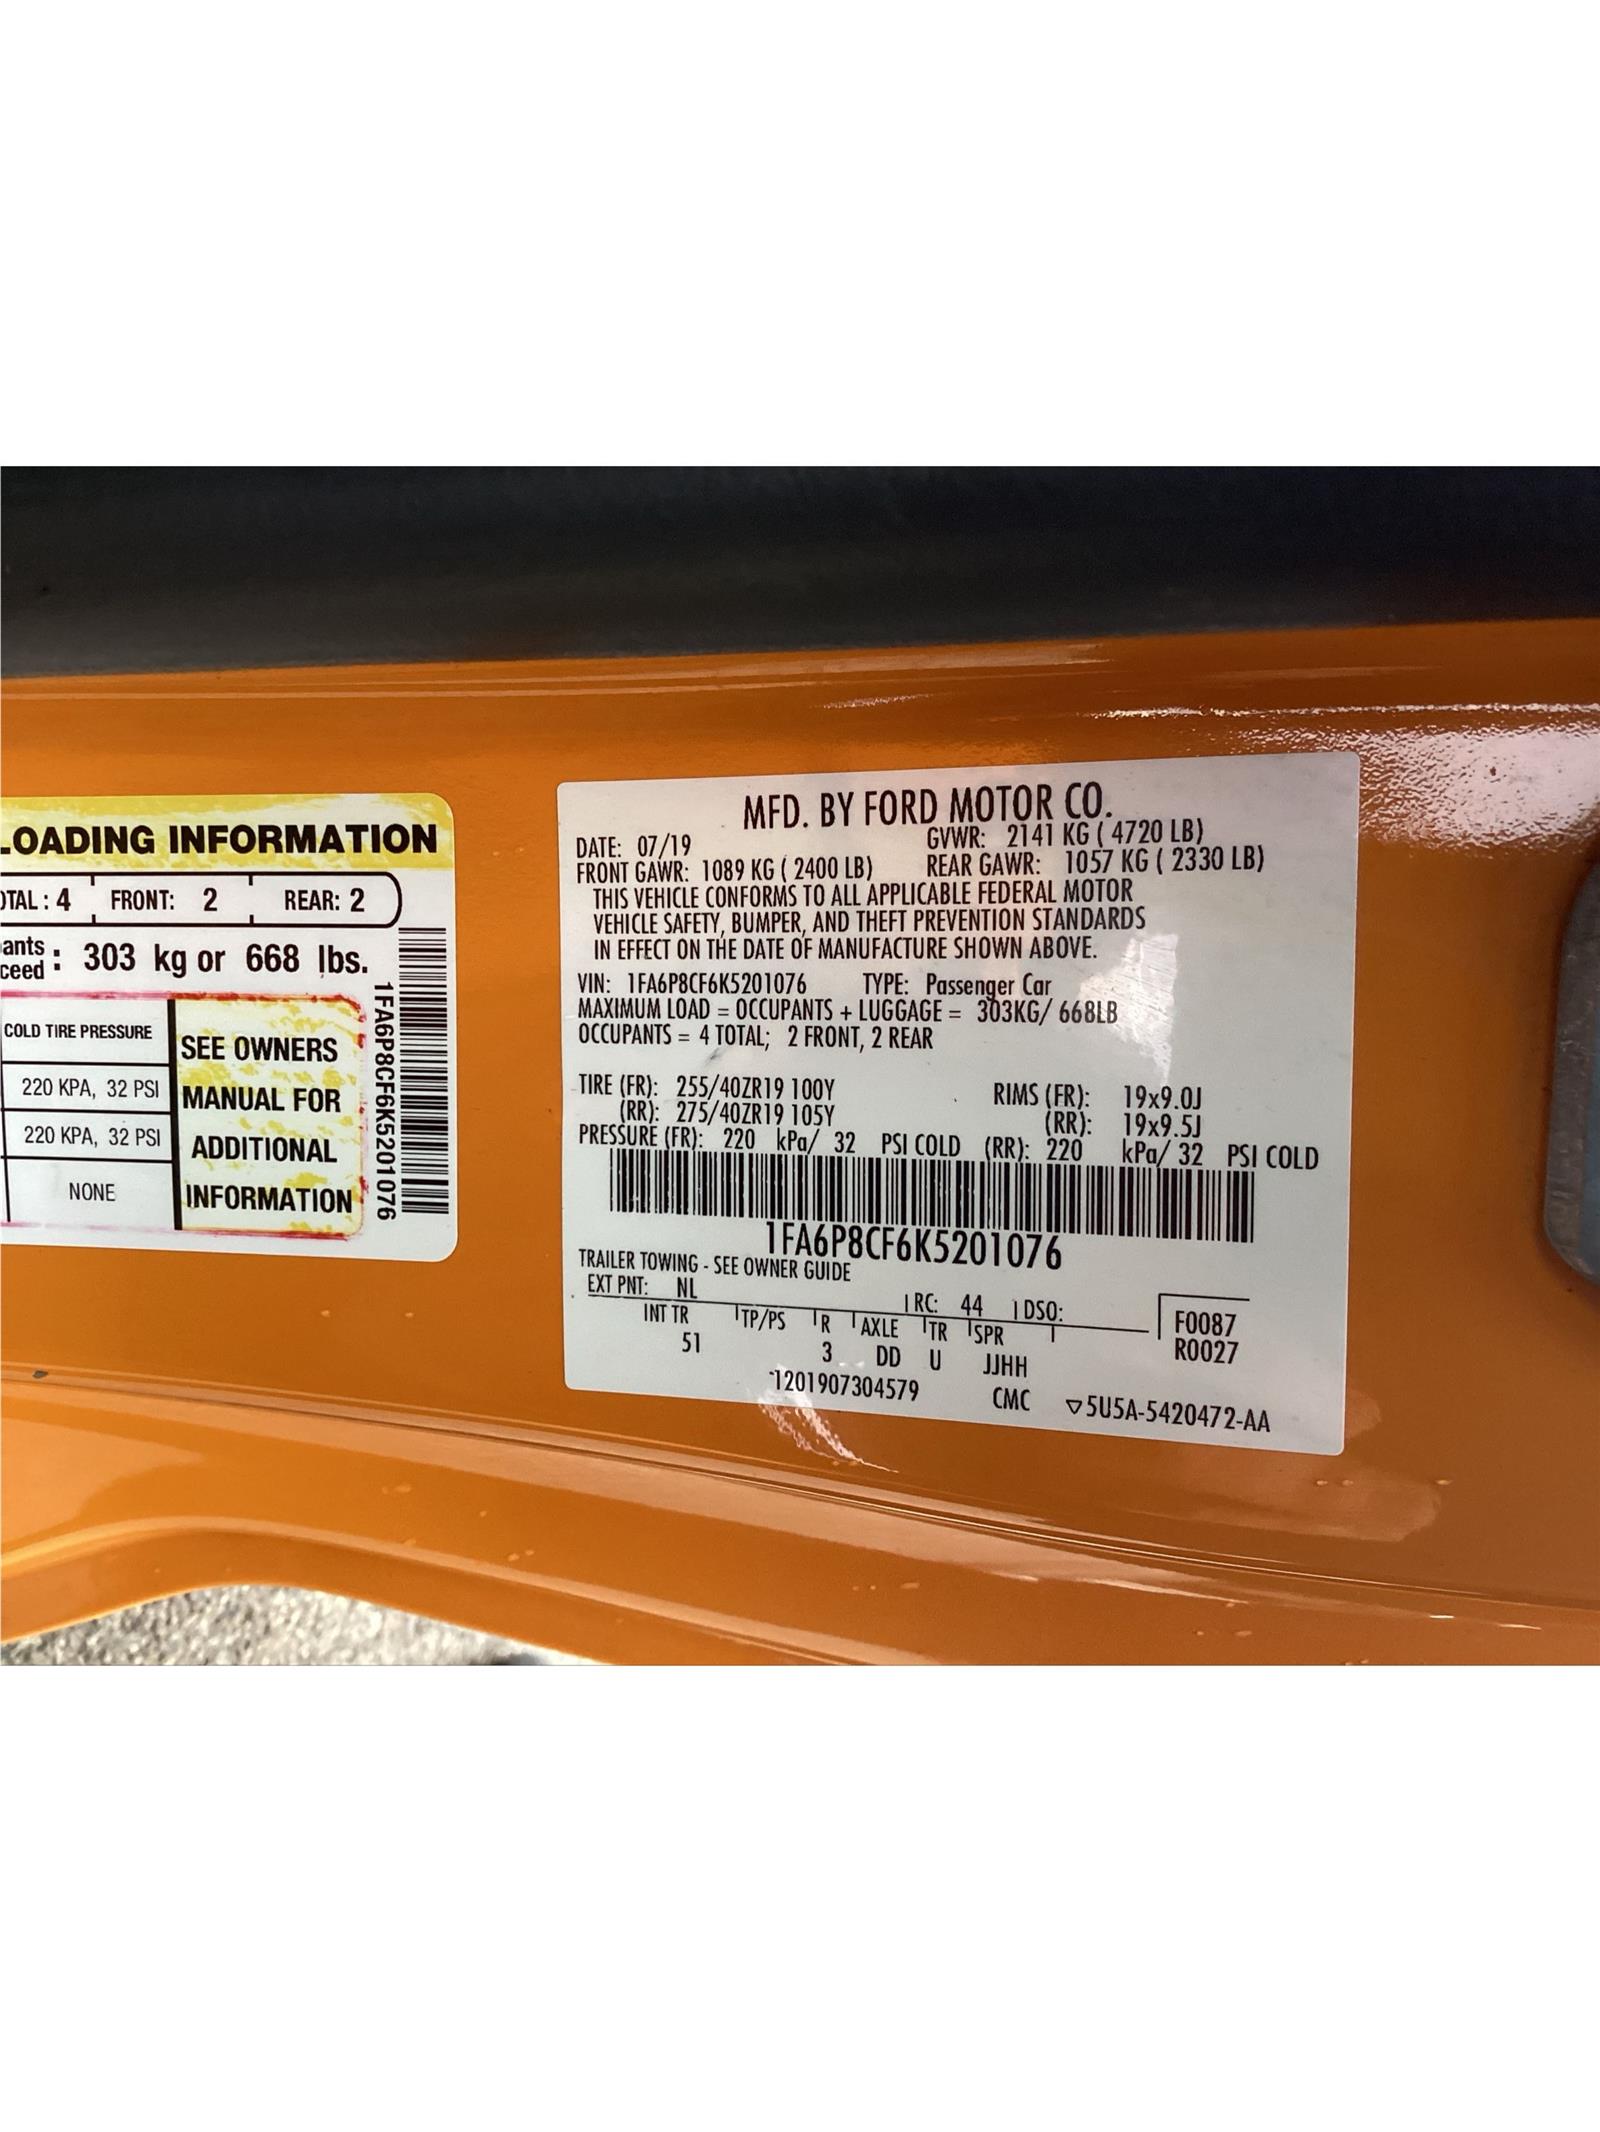 LOADING INFORMATION
OTAL : 4 FRONT: 2 REAR: 2
ants
ceed : 303 kg or 668 lbs.
COLD TIRE PRESSURE
220 KPA, 32 PSI
220 KPA, 32 PSI
NONE
SEE OWNERS
MANUAL FOR
ADDITIONAL
INFORMATION
1FA6P8CF6K5201076
MFD. BY FORD MOTOR CO.
DATE: 07/19 GVWR: 2141 KG ( 4720 LB)
FRONT GAWR: 1089 KG ( 2400 LB) REAR GAWR: 1057 KG ( 2330 LB)
THIS VEHICLE CONFORMS TO ALL APPLICABLE FEDERAL MOTOR
VEHICLE SAFETY, BUMPER, AND THEFT PREVENTION STANDARDS
IN EFFECT ON THE DATE OF MANUFACTURE SHOWN ABOVE.
VIN: 1FA6P8CF6K5201076 TYPE: Passenger Car
MAXIMUM LOAD = OCCUPANTS + LUGGAGE = 303KG/ 668LB
OCCUPANTS = 4 TOTAL; 2 FRONT, 2 REAR
TIRE (FR): 255/40ZR19 100Y RIMS (FR): 19x9.0J
(RR): 275/40ZR19 105Y (RR): 19x9.5J
PRESSURE (FR): 220 kPa/ 32 PSI COLD (RR): 220 kPa/ 32 PSI COLD
1FA6P8CF6K5201076
TRAILER TOWING - SEE OWNER GUIDE
EXT PNT: NL RC: 44 DSO: F0087
INT TR TP/PS R AXLE TR SPR R0027
51 3 DD U JJHH
1201907304579 CMC ▽5U5A-5420472-AA